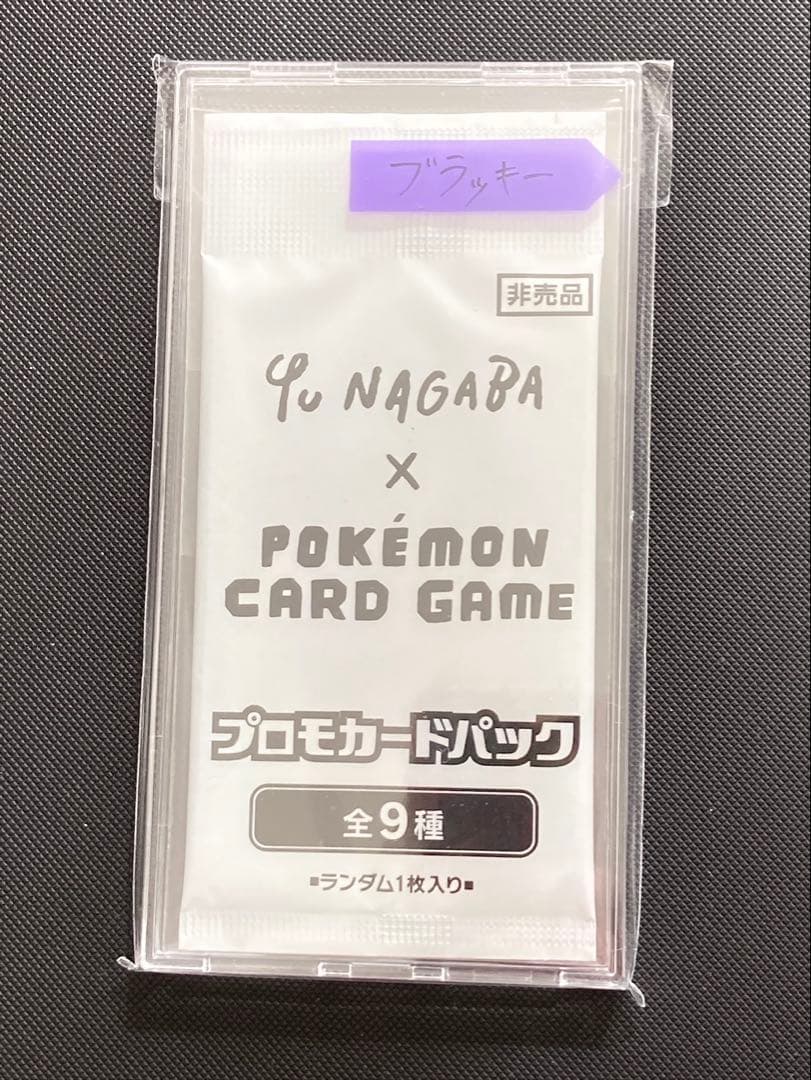 ブラッキー
非売品
Yu NAGABA
×
POKÉMON
CARD GAME
プロモカードパック
全9種
■ランダム1枚入り■